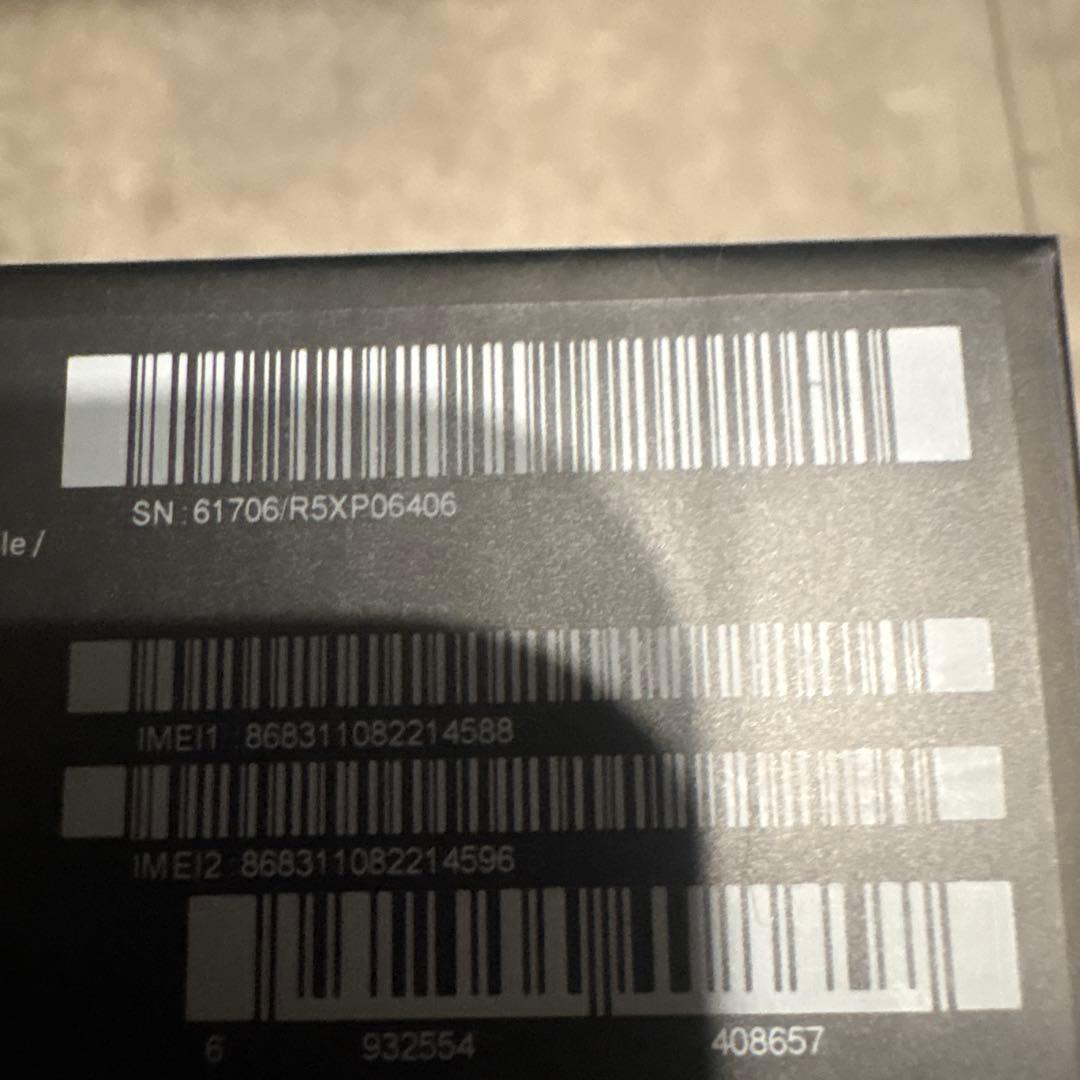 SN : 61706/R5XP06406
le /
IMEI1 : 868311082214588
IMEI2 : 868311082214596
6 932554 408657